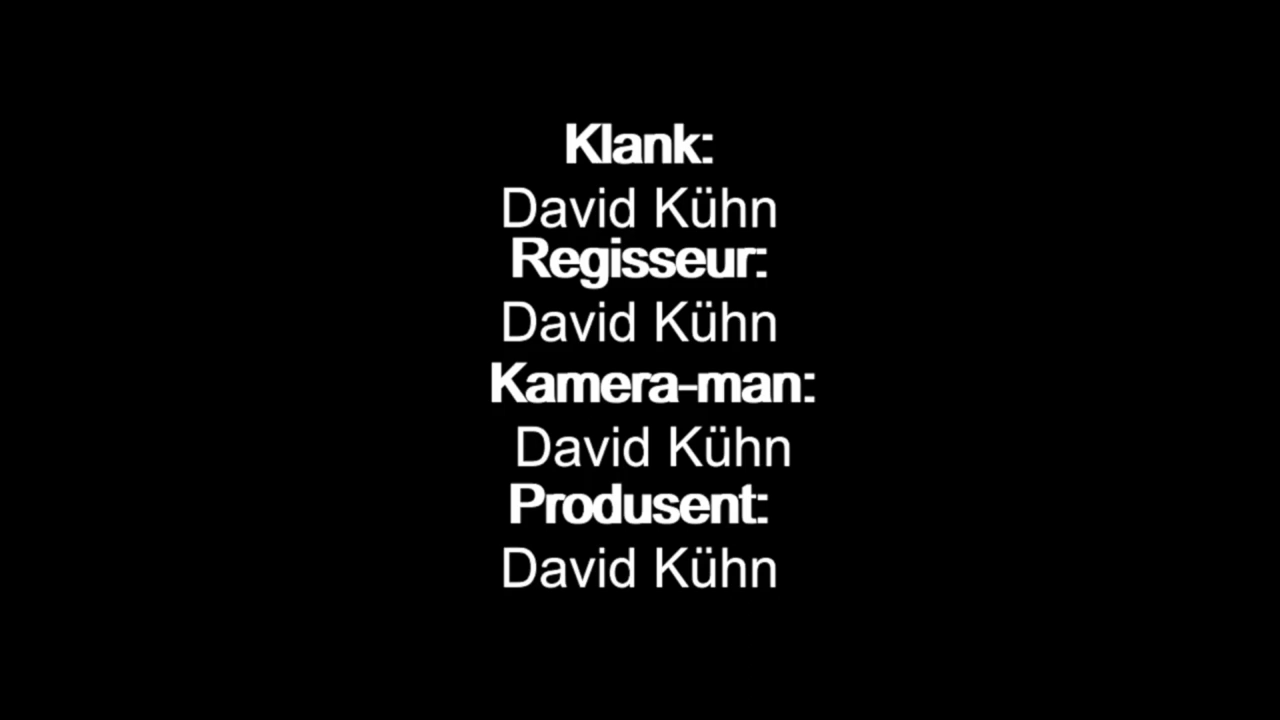 Klank:
David Kühn
Regisseur:
David Kühn
Kamera-man:
David Kühn
Produsent:
David Kühn